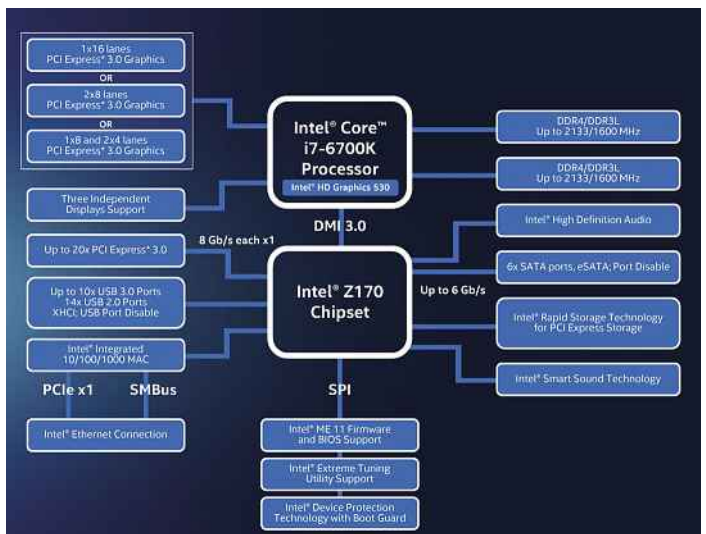 1x16 lanes
PCI Express* 3.0 Graphics
OR
2x8 lanes
PCI Express* 3.0 Graphics
OR
1x8 and 2x4 lanes
PCI Express* 3.0 Graphics
Three Independent
Displays Support
Up to 20x PCI Express* 3.0
8 Gb/s each x1
Up to 10x USB 3.0 Ports
14x USB 2.0 Ports
XHCI; USB Port Disable
Intel® Integrated
10/100/1000 MAC
PCIe x1
SMBus
Intel® Ethernet Connection
Intel® Core™
i7-6700K
Processor
Intel® HD Graphics 530
DMI 3.0
Intel® Z170
Chipset
SPI
Intel® ME 11 Firmware
and BIOS Support
Intel® Extreme Tuning
Utility Support
Intel® Device Protection
Technology with Boot Guard
DDR4/DDR3L
Up to 2133/1600 MHz
DDR4/DDR3L
Up to 2133/1600 MHz
Intel® High Definition Audio
Up to 6 Gb/s
6x SATA ports, eSATA; Port Disable
Intel® Rapid Storage Technology
for PCI Express Storage
Intel® Smart Sound Technology